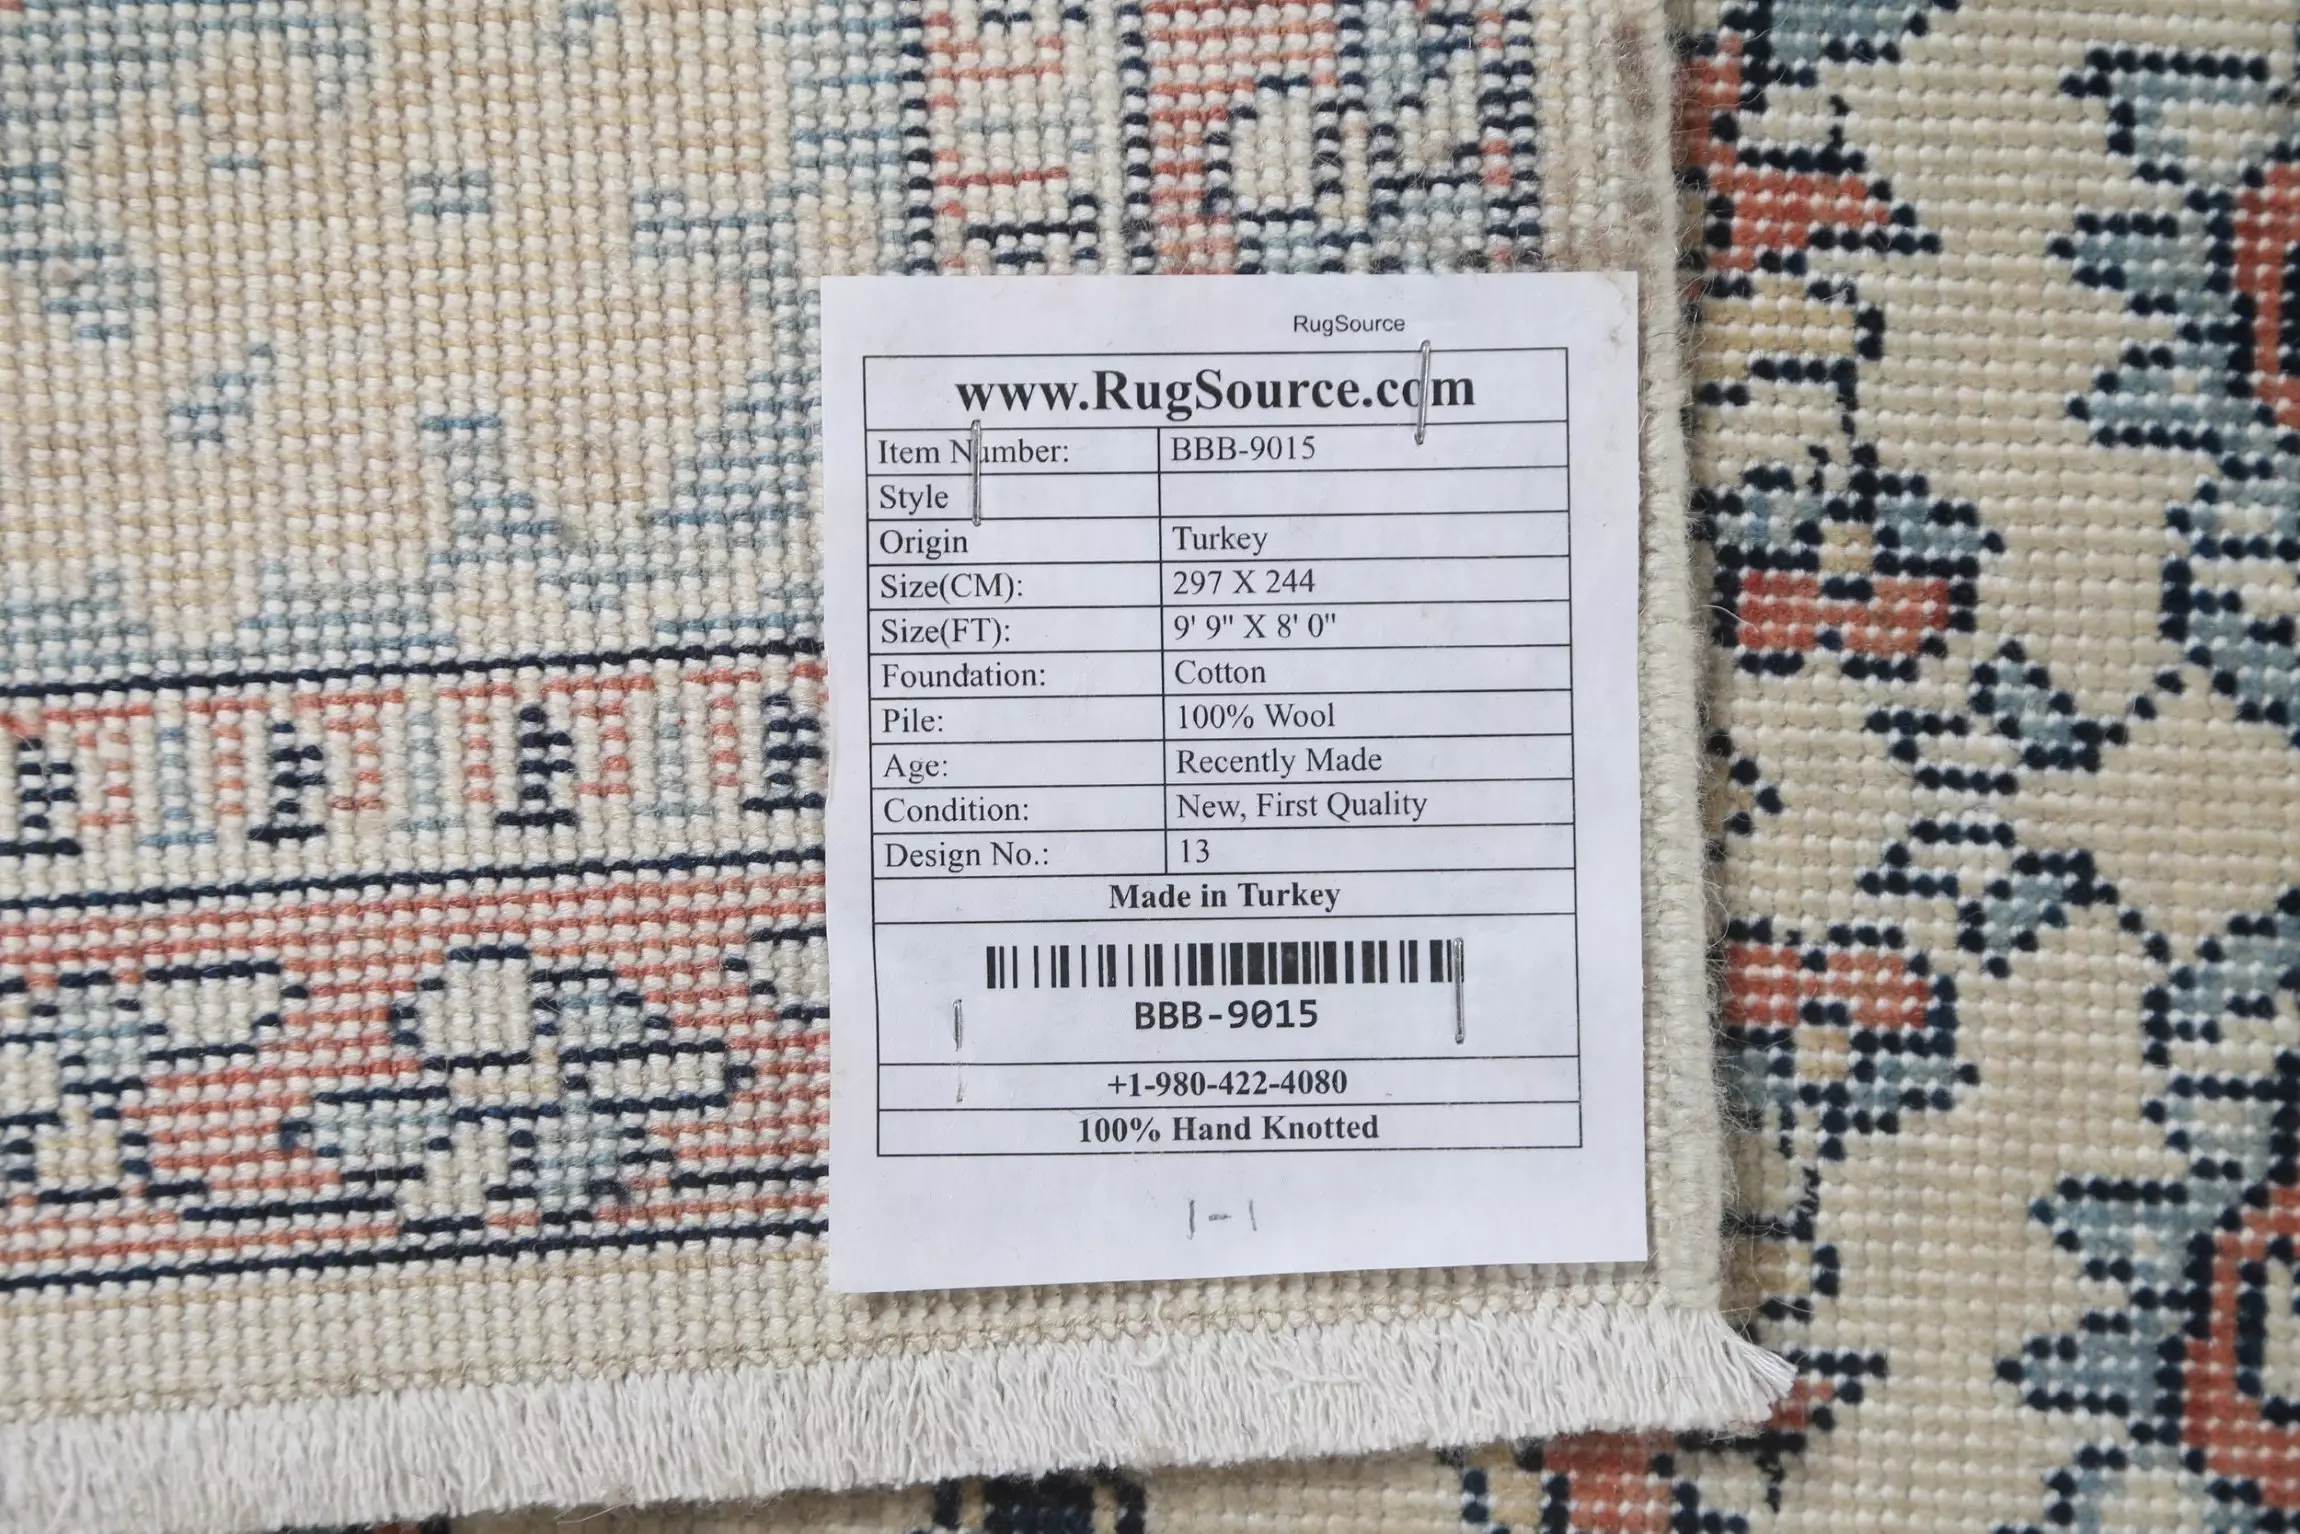 RugSource
www.RugSource.com
Item Number: BBB-9015
Style
Origin Turkey
Size(CM): 297 X 244
Size(FT): 9' 9" X 8' 0"
Foundation: Cotton
Pile: 100% Wool
Age: Recently Made
Condition: New, First Quality
Design No.: 13
Made in Turkey
BBB-9015
+1-980-422-4080
100% Hand Knotted
1-1